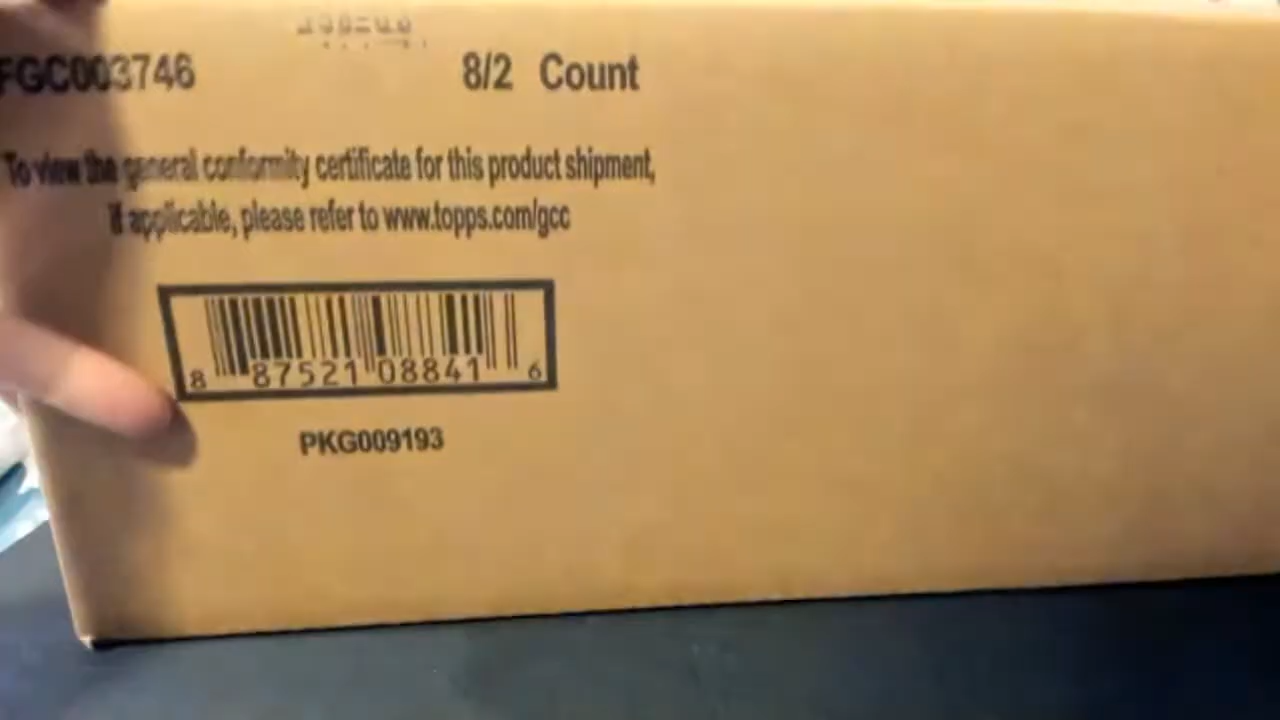 FGC003746 8/2 Count
To view the general conformity certificate for this product shipment,
if applicable, please refer to www.topps.com/gcc
8 87521 08841 6
PKG009193